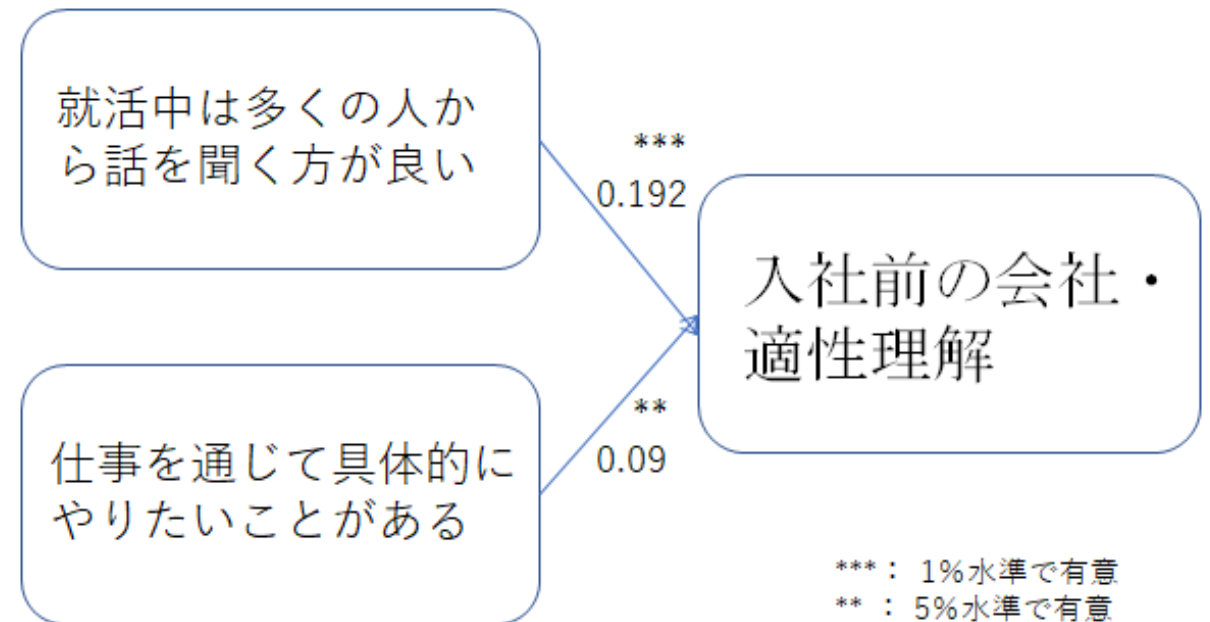 就活中は多くの人か
ら話を聞く方が良い
***
0.192
入社前の会社・
適性理解
仕事を通じて具体的に
やりたいことがある
**
0.09
***： 1%水準で有意
** ： 5%水準で有意